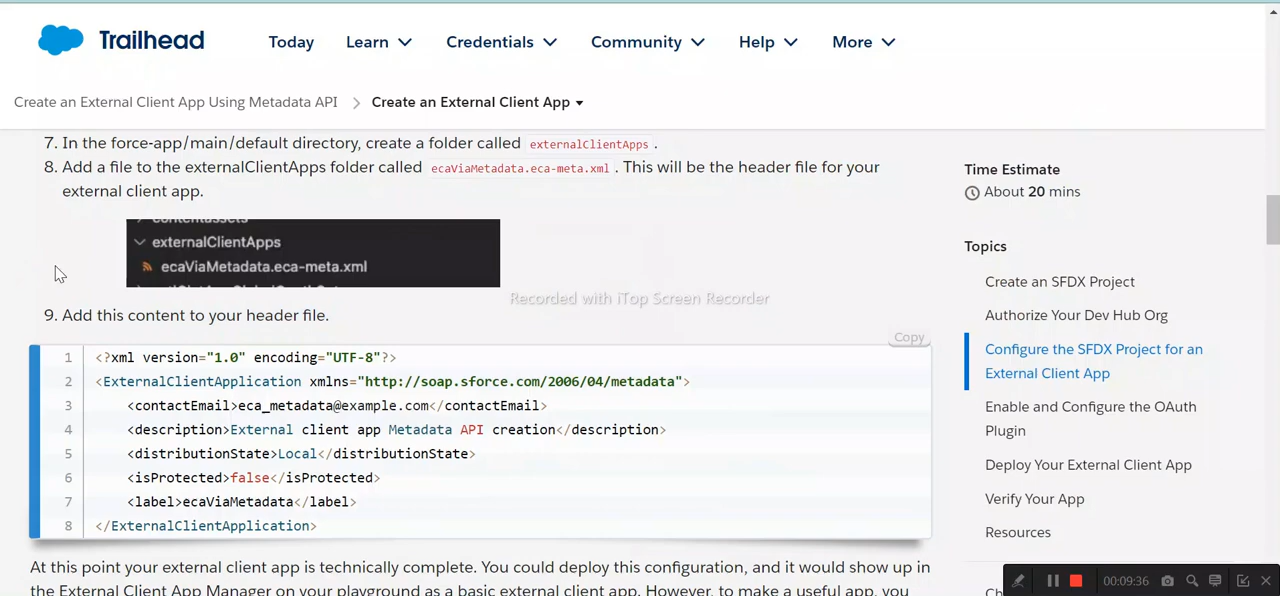 Trailhead
Today Learn Credentials Community Help More
Create an External Client App Using Metadata API > Create an External Client App
7. In the force-app/main/default directory, create a folder called externalClientApps .
8. Add a file to the externalClientApps folder called ecaViaMetadata.eca-meta.xml . This will be the header file for your
external client app.
contentassets
externalClientApps
ecaViaMetadata.eca-meta.xml
Recorded with iTop Screen Recorder
9. Add this content to your header file.
Copy
1 <?xml version="1.0" encoding="UTF-8"?>
2 <ExternalClientApplication xmlns="http://soap.sforce.com/2006/04/metadata">
3 <contactEmail>eca_metadata@example.com</contactEmail>
4 <description>External client app Metadata API creation</description>
5 <distributionState>Local</distributionState>
6 <isProtected>false</isProtected>
7 <label>ecaViaMetadata</label>
8 </ExternalClientApplication>
At this point your external client app is technically complete. You could deploy this configuration, and it would show up in
the External Client App Manager on your playground as a basic external client app. However, to make a useful app, you
Time Estimate
About 20 mins
Topics
Create an SFDX Project
Authorize Your Dev Hub Org
Configure the SFDX Project for an
External Client App
Enable and Configure the OAuth
Plugin
Deploy Your External Client App
Verify Your App
Resources
Ch
00:09:36